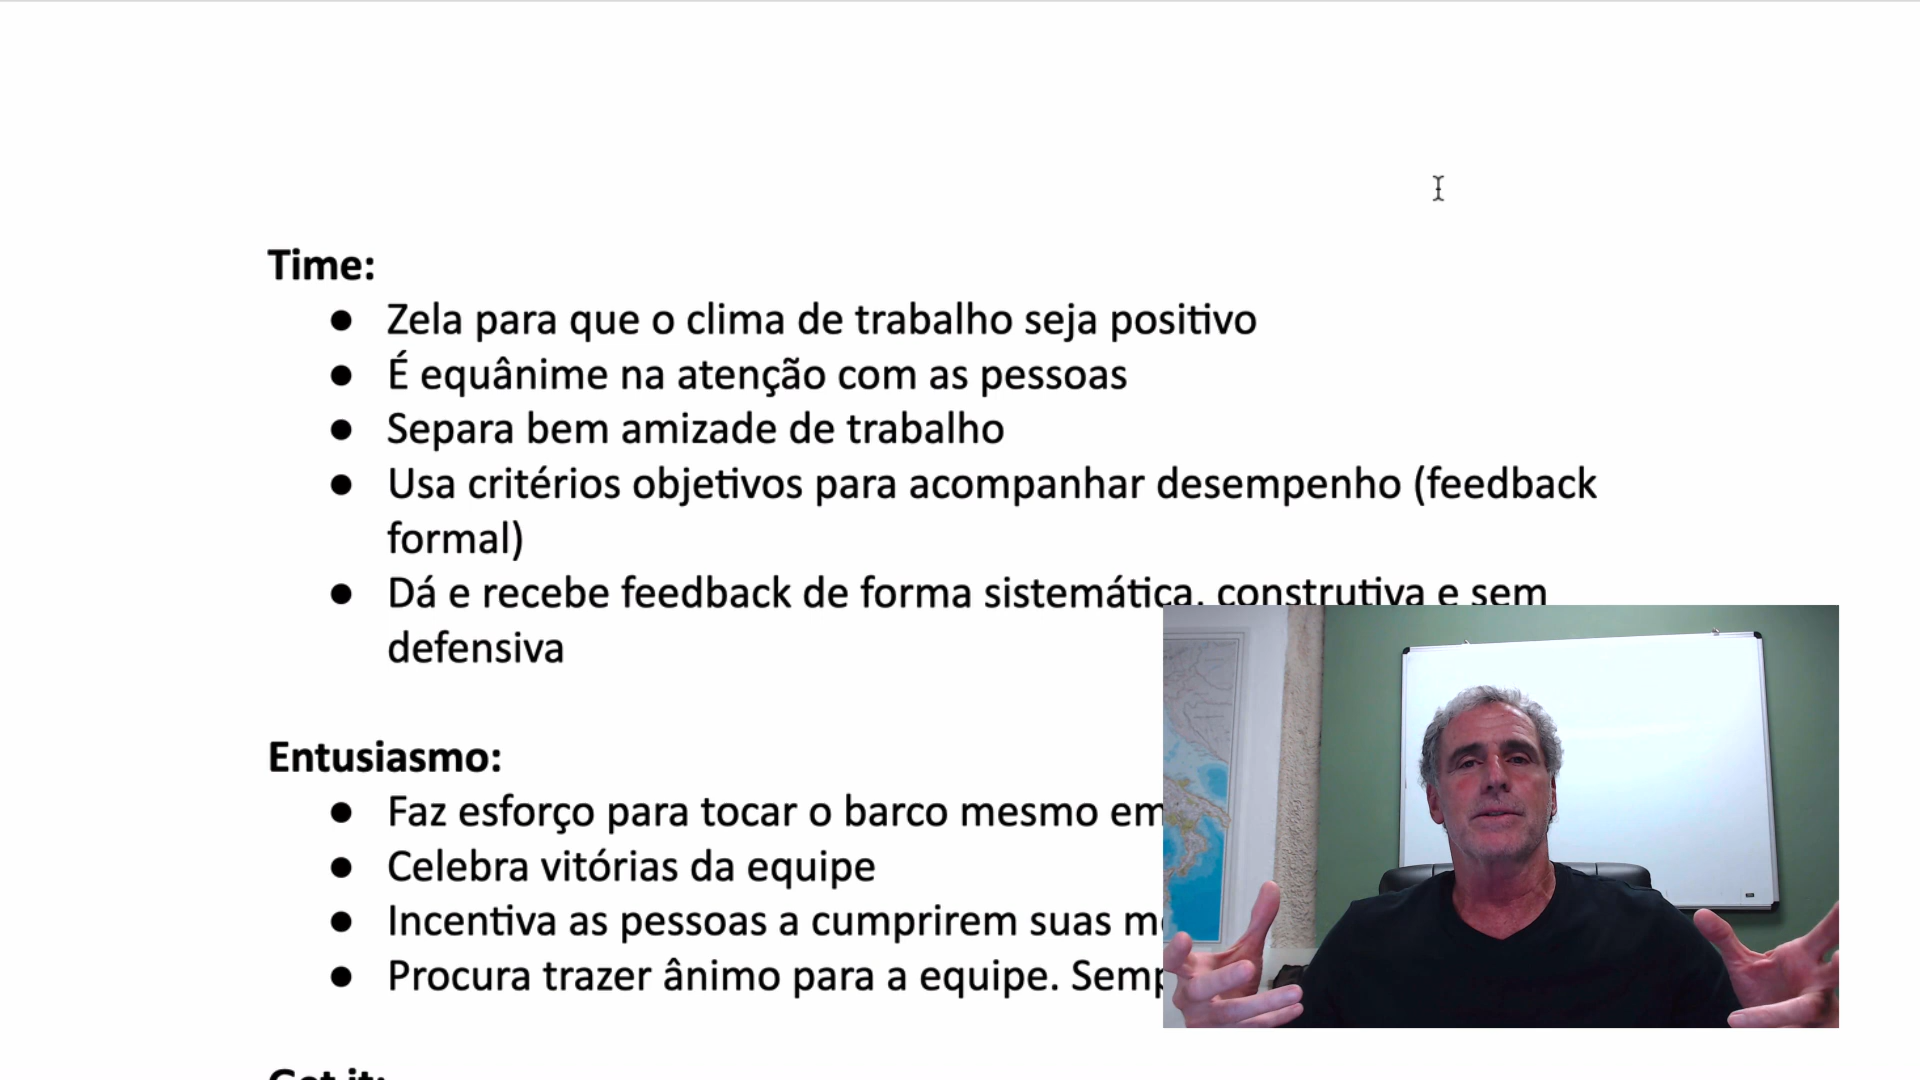 Time:
● Zela para que o clima de trabalho seja positivo
● É equânime na atenção com as pessoas
● Separa bem amizade de trabalho
● Usa critérios objetivos para acompanhar desempenho (feedback
formal)
● Dá e recebe feedback de forma sistemática, construtiva e sem
defensiva
Entusiasmo:
● Faz esforço para tocar o barco mesmo em
● Celebra vitórias da equipe
● Incentiva as pessoas a cumprirem suas
● Procura trazer ânimo para a equipe.
Get it: